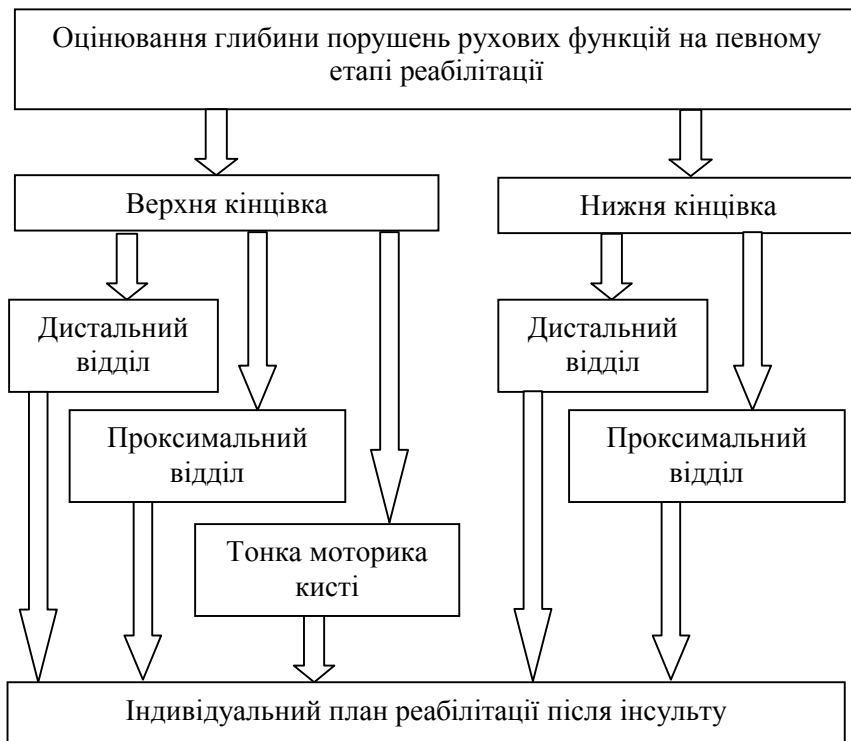 Оцінювання глибини порушень рухових функцій на певному
етапі реабілітації
Верхня кінцівка
Нижня кінцівка
Дистальний
відділ
Дистальний
відділ
Проксимальний
відділ
Проксимальний
відділ
Тонка моторика
кисті
Індивідуальний план реабілітації після інсульту